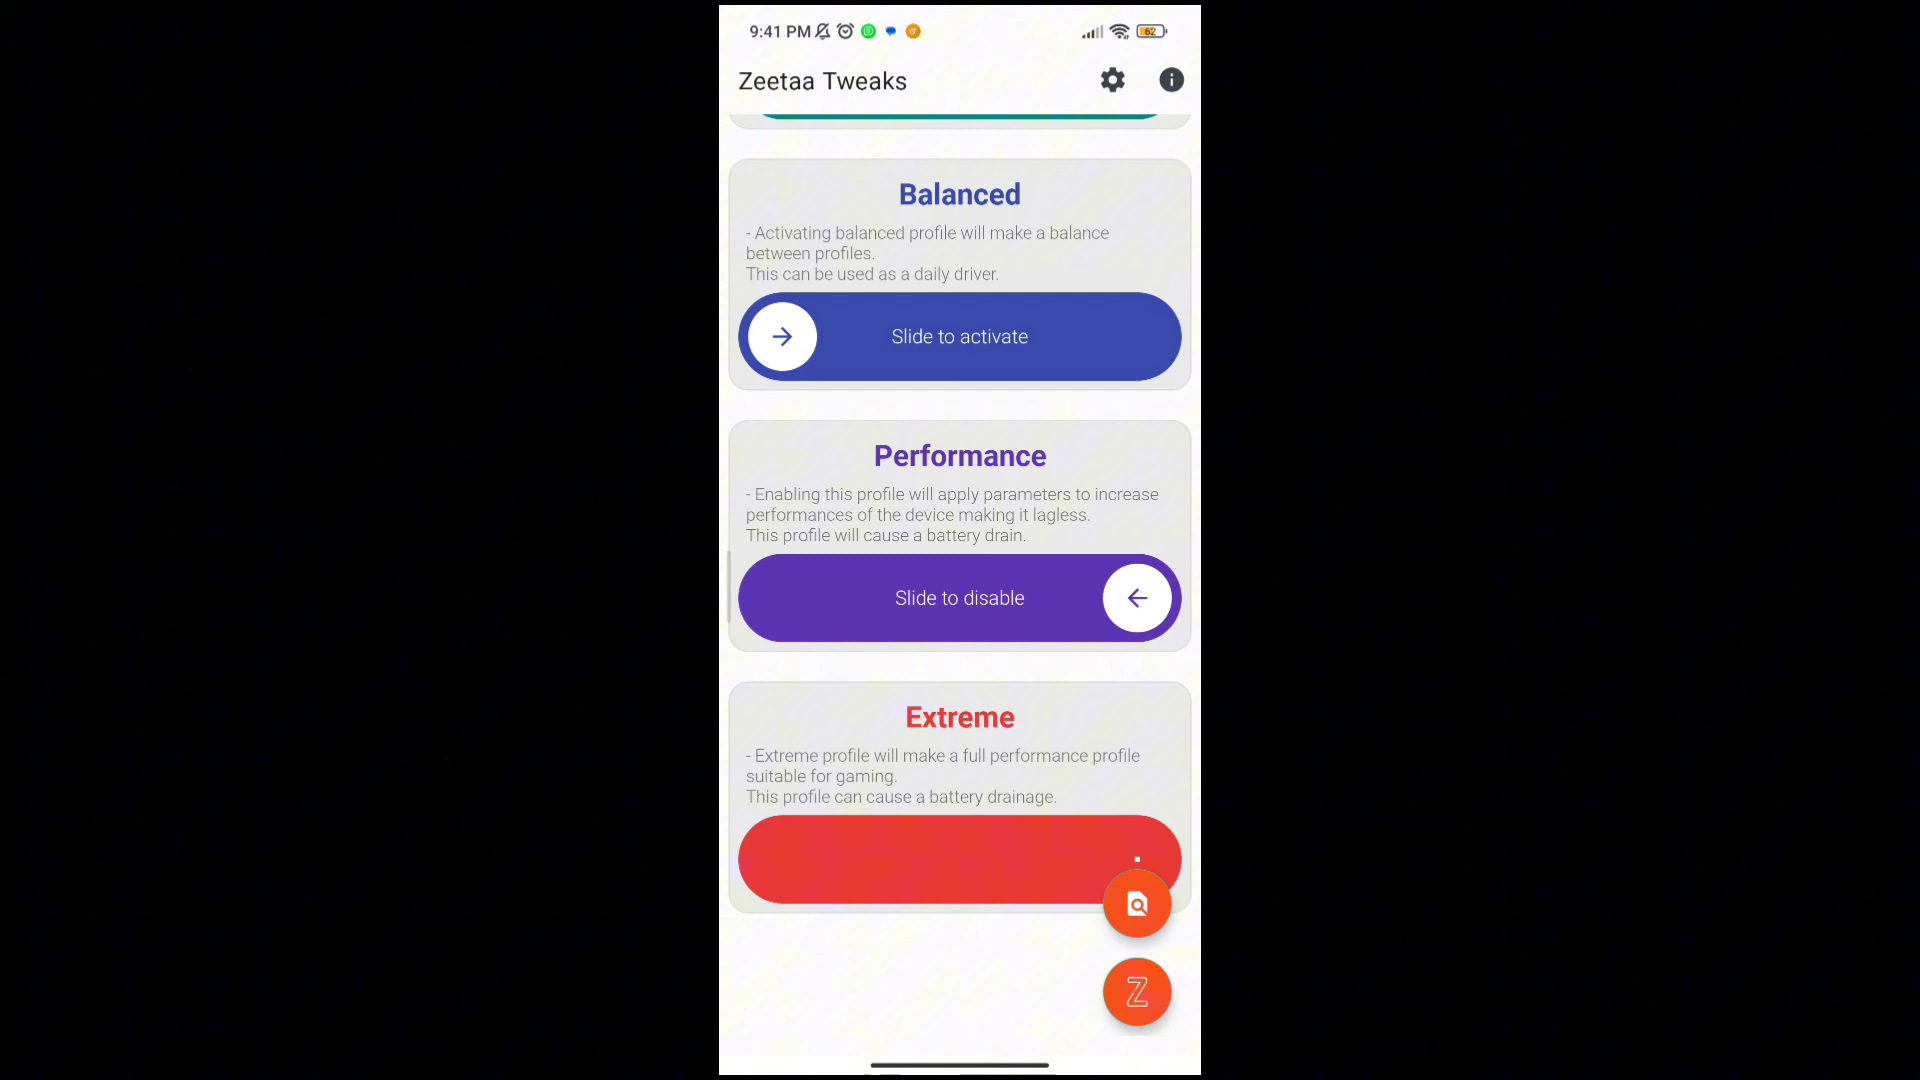 9:41 PM
62
Zeetaa Tweaks
Balanced
- Activating balanced profile will make a balance
between profiles.
This can be used as a daily driver.
Slide to activate
Performance
- Enabling this profile will apply parameters to increase
performances of the device making it lagless.
This profile will cause a battery drain.
Slide to disable
Extreme
- Extreme profile will make a full performance profile
suitable for gaming.
This profile can cause a battery drainage.
Z